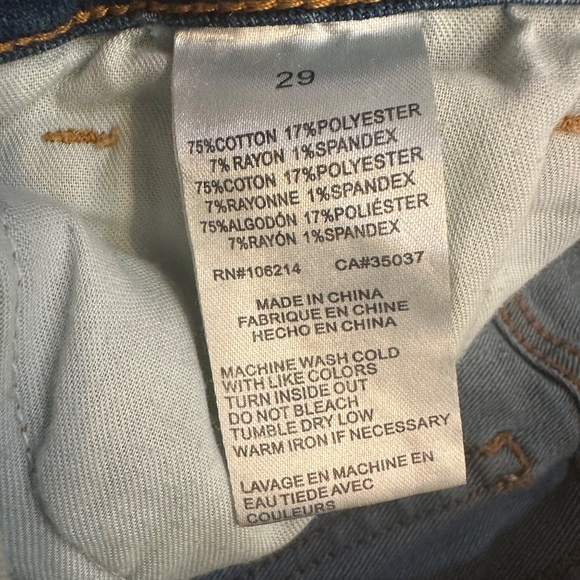 29
75%COTTON 17%POLYESTER
7% RAYON 1%SPANDEX
75%COTON 17%POLYESTER
7%RAYONNE 1%SPANDEX
75%ALGODÓN 17%POLIÉSTER
7%RAYÓN 1%SPANDEX
RN#106214 CA#35037
MADE IN CHINA
FABRIQUE EN CHINE
HECHO EN CHINA
MACHINE WASH COLD
WITH LIKE COLORS
TURN INSIDE OUT
DO NOT BLEACH
TUMBLE DRY LOW
WARM IRON IF NECESSARY
LAVAGE EN MACHINE EN
EAU TIEDE AVEC
COULEURS